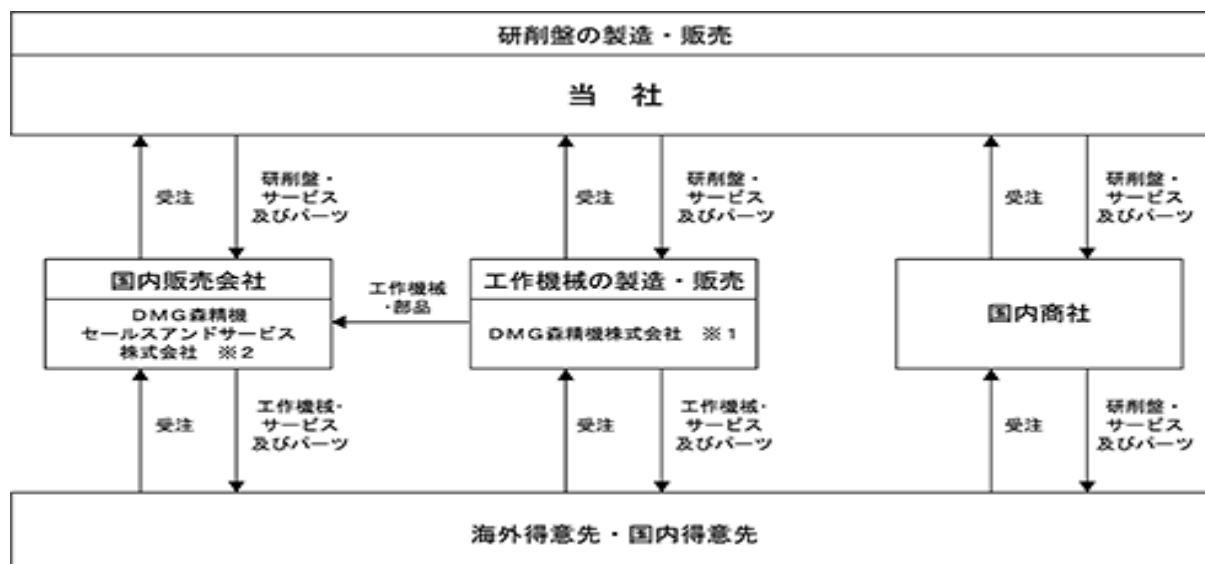 研削盤の製造・販売
当　社
受注
研削盤・
サービス
及びパーツ
受注
研削盤・
サービス
及びパーツ
受注
研削盤・
サービス
及びパーツ
国内販売会社
DMG森精機
セールスアンドサービス
株式会社　※2
工作機械
・部品
工作機械の製造・販売
DMG森精機株式会社　※1
国内商社
受注
工作機械・
サービス
及びパーツ
受注
工作機械・
サービス
及びパーツ
受注
研削盤・
サービス
及びパーツ
海外得意先・国内得意先